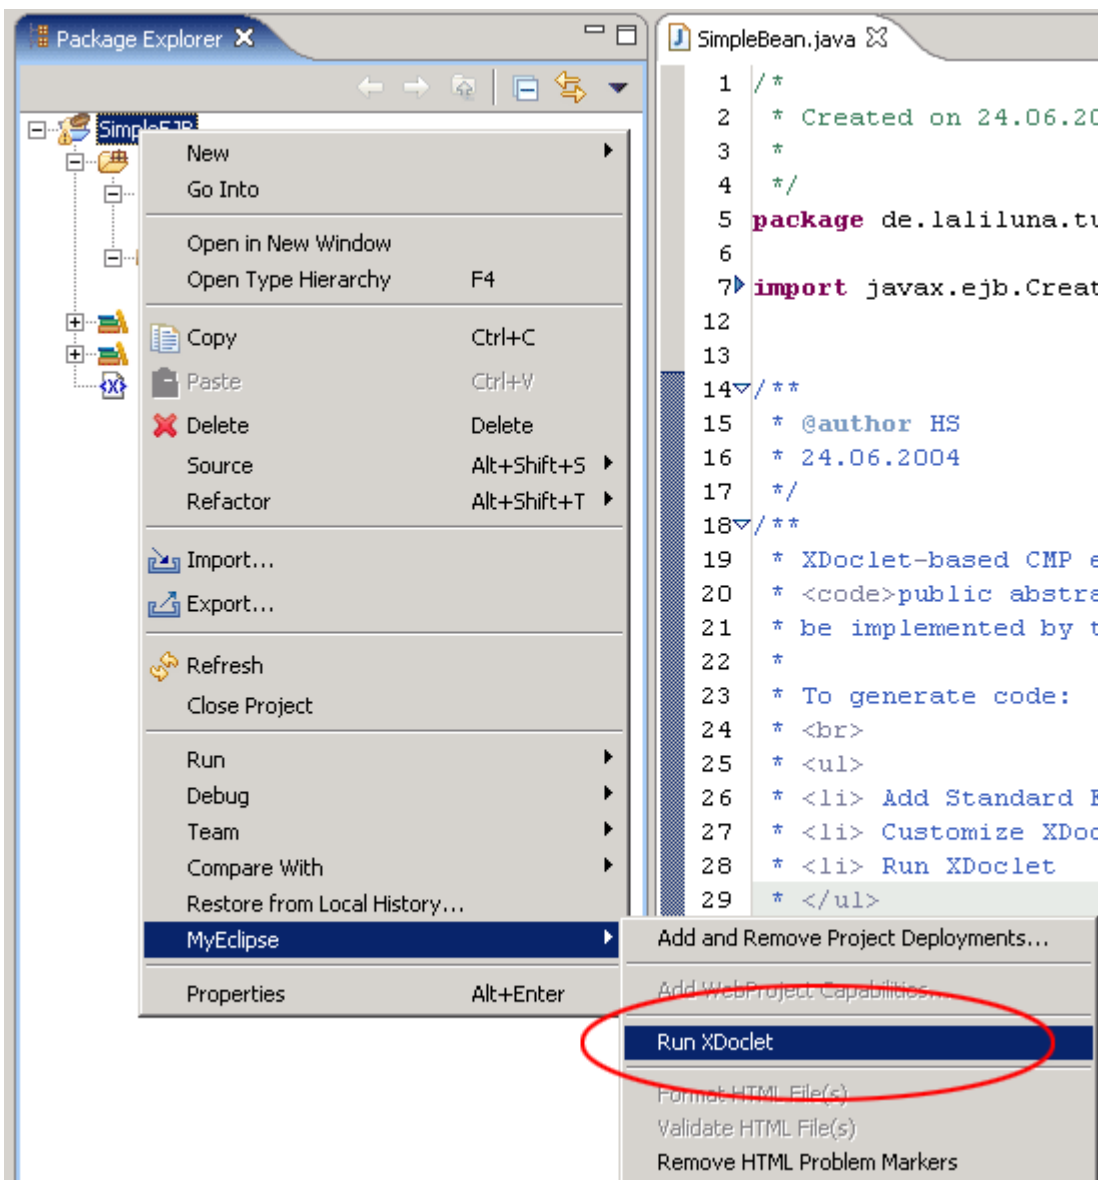 Package Explorer
SimpleEJB
New
Go Into
Open in New Window
Open Type Hierarchy F4
Copy Ctrl+C
Paste Ctrl+V
Delete Delete
Source Alt+Shift+S
Refactor Alt+Shift+T
Import...
Export...
Refresh
Close Project
Run
Debug
Team
Compare With
Restore from Local History...
MyEclipse
Properties Alt+Enter
Add and Remove Project Deployments...
Add WebProject Capabilities...
Run XDoclet
Format HTML File(s)
Validate HTML File(s)
Remove HTML Problem Markers
SimpleBean.java
1 /*
2 * Created on 24.06.20
3 *
4 */
5 package de.laliluna.tu
6
7 import javax.ejb.Creat
12
13
14 /**
15 * @author HS
16 * 24.06.2004
17 */
18 /**
19 * XDoclet-based CMP e
20 * <code>public abstra
21 * be implemented by t
22 *
23 * To generate code:
24 * <br>
25 * <ul>
26 * <li> Add Standard E
27 * <li> Customize XDoc
28 * <li> Run XDoclet
29 * </ul>